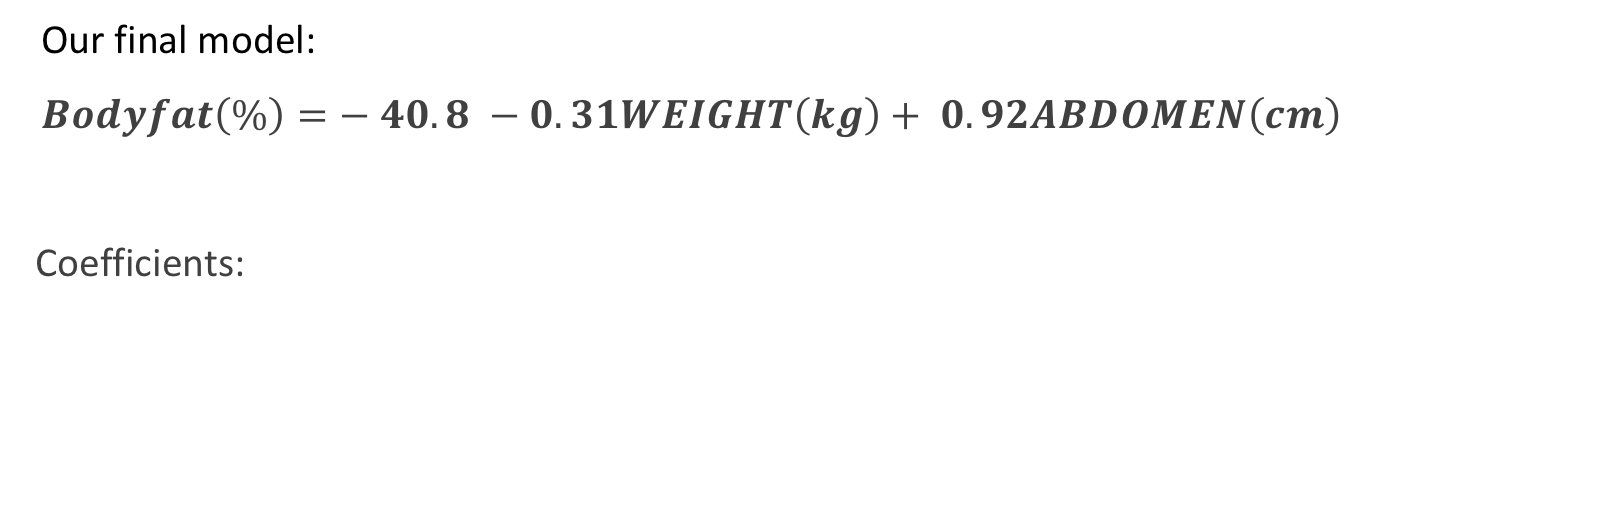 Our final model:
Bodyfat(%) = − 40.8 − 0.31WEIGHT(kg) + 0.92ABDOMEN(cm)
Coefficients: